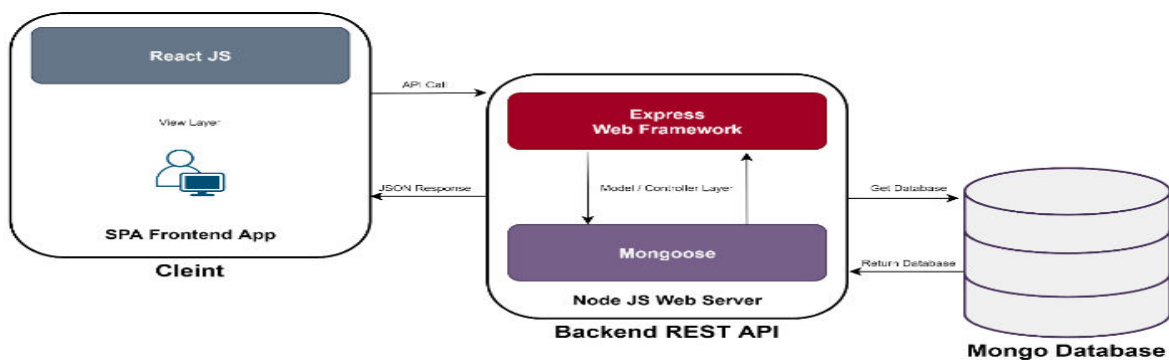 React JS
View Layer
SPA Frontend App
Cleint
API Call
JSON Response
Express
Web Framework
Model / Controller Layer
Mongoose
Node JS Web Server
Backend REST API
Get Database
Return Database
Mongo Database